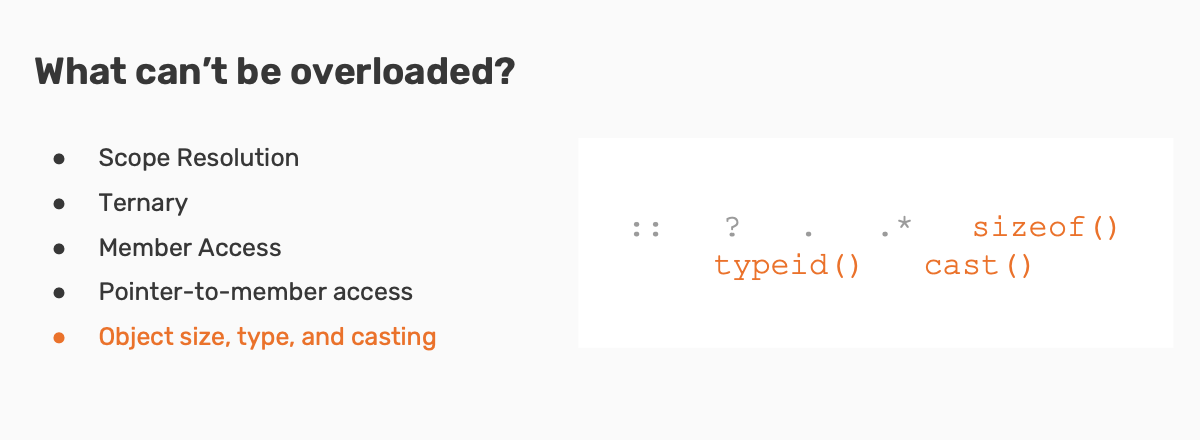 What can’t be overloaded?
● Scope Resolution
● Ternary
● Member Access
● Pointer-to-member access
● Object size, type, and casting
:: ? . .* sizeof()
typeid() cast()